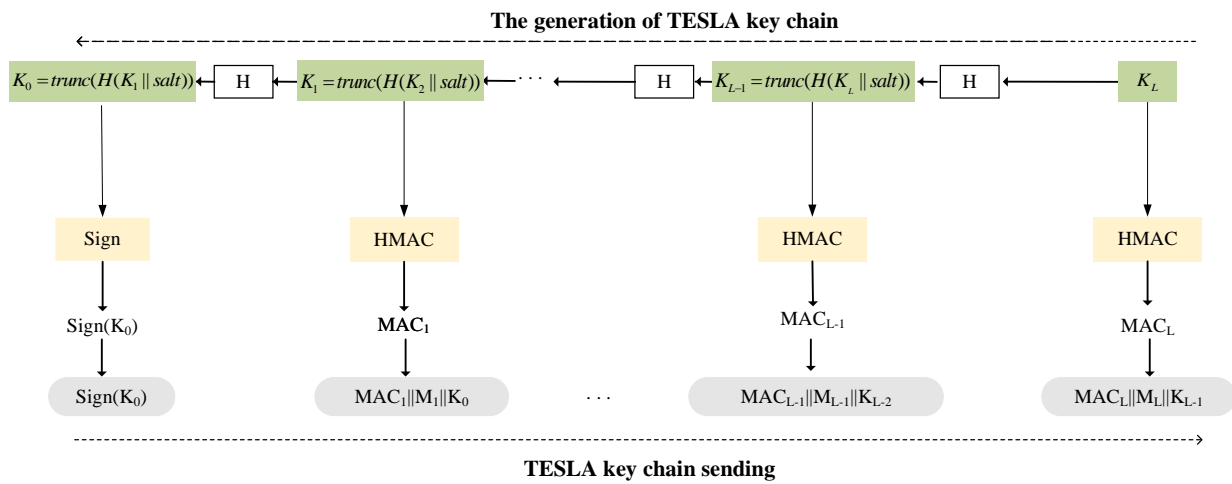 The generation of TESLA key chain
K₀ = trunc(H(K₁ || salt)) H K₁ = trunc(H(K₂ || salt)) · · · H K_{L−1} = trunc(H(K_L || salt)) H K_L
Sign HMAC HMAC HMAC
Sign(K₀) MAC₁ MAC_{L-1} MAC_L
Sign(K₀) MAC₁||M₁||K₀ · · · MAC_{L-1}||M_{L-1}||K_{L-2} MAC_L||M_L||K_{L-1}
TESLA key chain sending